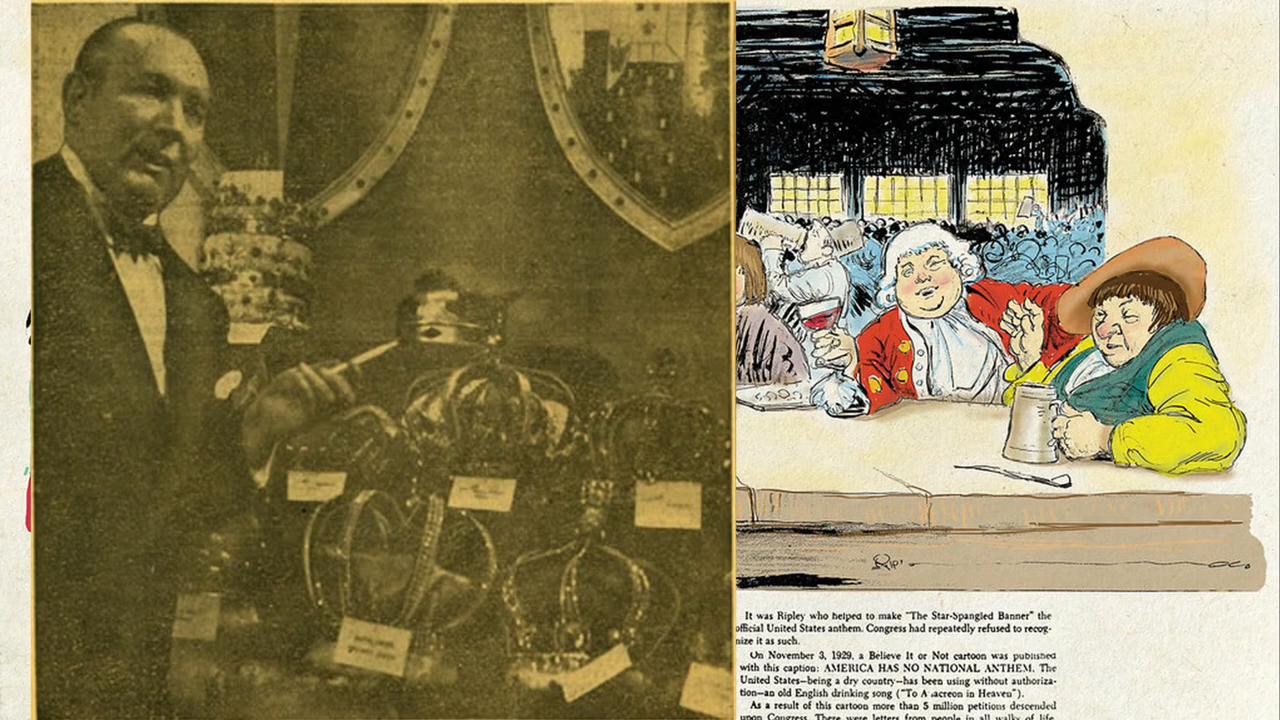 RIP'
It was Ripley who helped to make "The Star-Spangled Banner" the
official United States anthem. Congress had repeatedly refused to recog-
nize it as such.
On November 3, 1929, a Believe It or Not cartoon was published
with this caption: AMERICA HAS NO NATIONAL ANTHEM. The
United States—being a dry country—has been using without authoriza-
tion—an old English drinking song ("To Anacreon in Heaven").
As a result of this cartoon more than 5 million petitions descended
upon Congress. There were letters from people in all walks of life